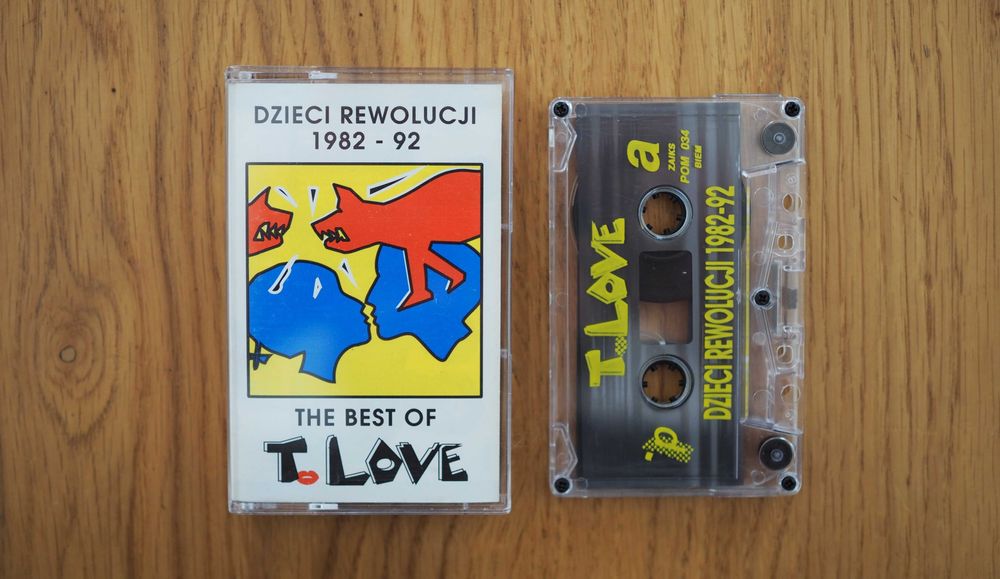 DZIECI REWOLUCJI
1982 - 92
THE BEST OF
T. LOVE
a
ZAIKS
POM 034
BIEM
T. LOVE
DZIECI REWOLUCJI 1982-92
p.